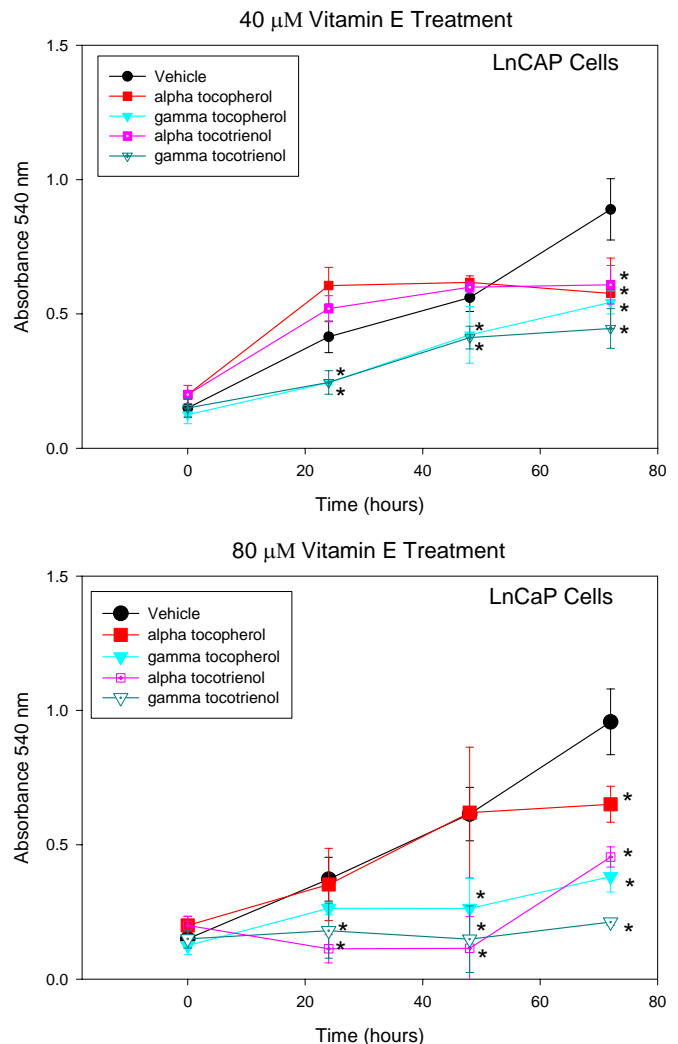 40 μM Vitamin E Treatment
1.5
LnCAP Cells
Vehicle
alpha tocopherol
gamma tocopherol
alpha tocotrienol
gamma tocotrienol
1.0
Absorbance 540 nm
*
*
*
*
*
*
0.5
*
*
0.0
0 20 40 60 80
Time (hours)
80 μM Vitamin E Treatment
1.5
LnCaP Cells
Vehicle
alpha tocopherol
gamma tocopherol
alpha tocotrienol
gamma tocotrienol
1.0
Absorbance 540 nm
*
0.5
*
*
*
*
*
*
*
*
0.0
0 20 40 60 80
Time (hours)